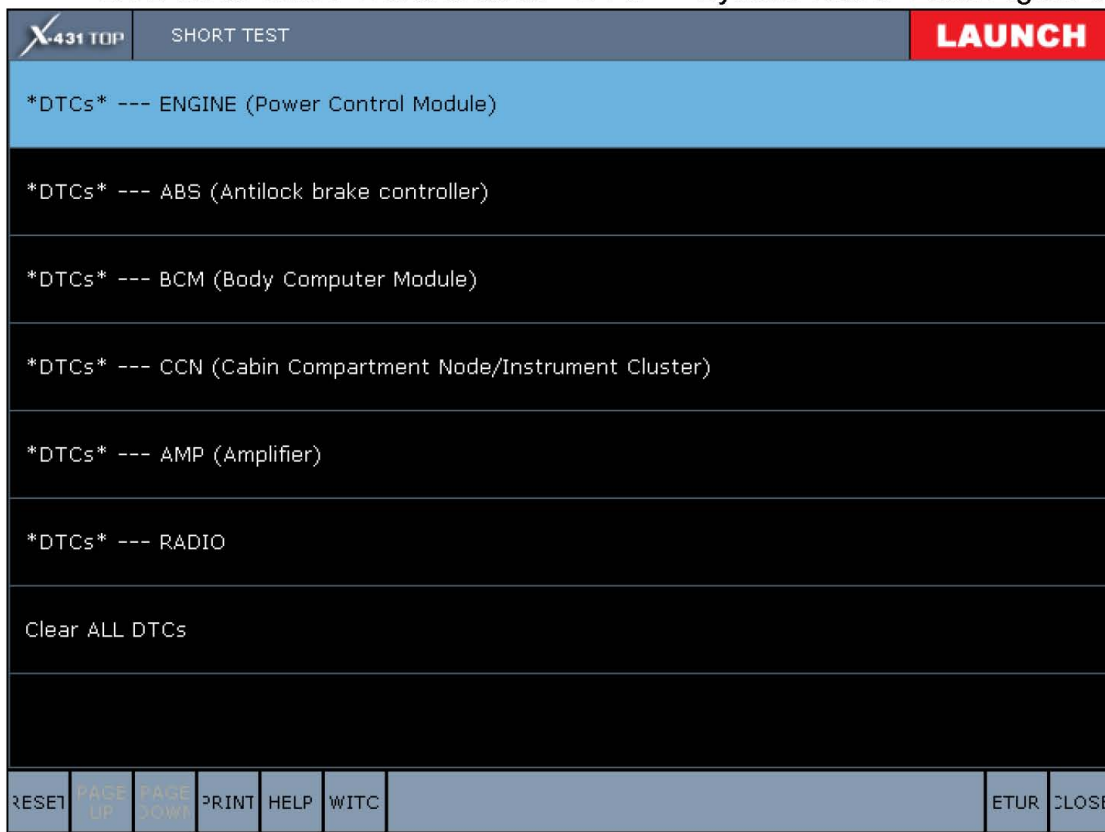 X-431 TOP SHORT TEST LAUNCH
*DTCs* --- ENGINE (Power Control Module)
*DTCs* --- ABS (Antilock brake controller)
*DTCs* --- BCM (Body Computer Module)
*DTCs* --- CCN (Cabin Compartment Node/Instrument Cluster)
*DTCs* --- AMP (Amplifier)
*DTCs* --- RADIO
Clear ALL DTCs
RESET PAGE UP PAGE DOWN PRINT HELP WITC ETUR CLOSE